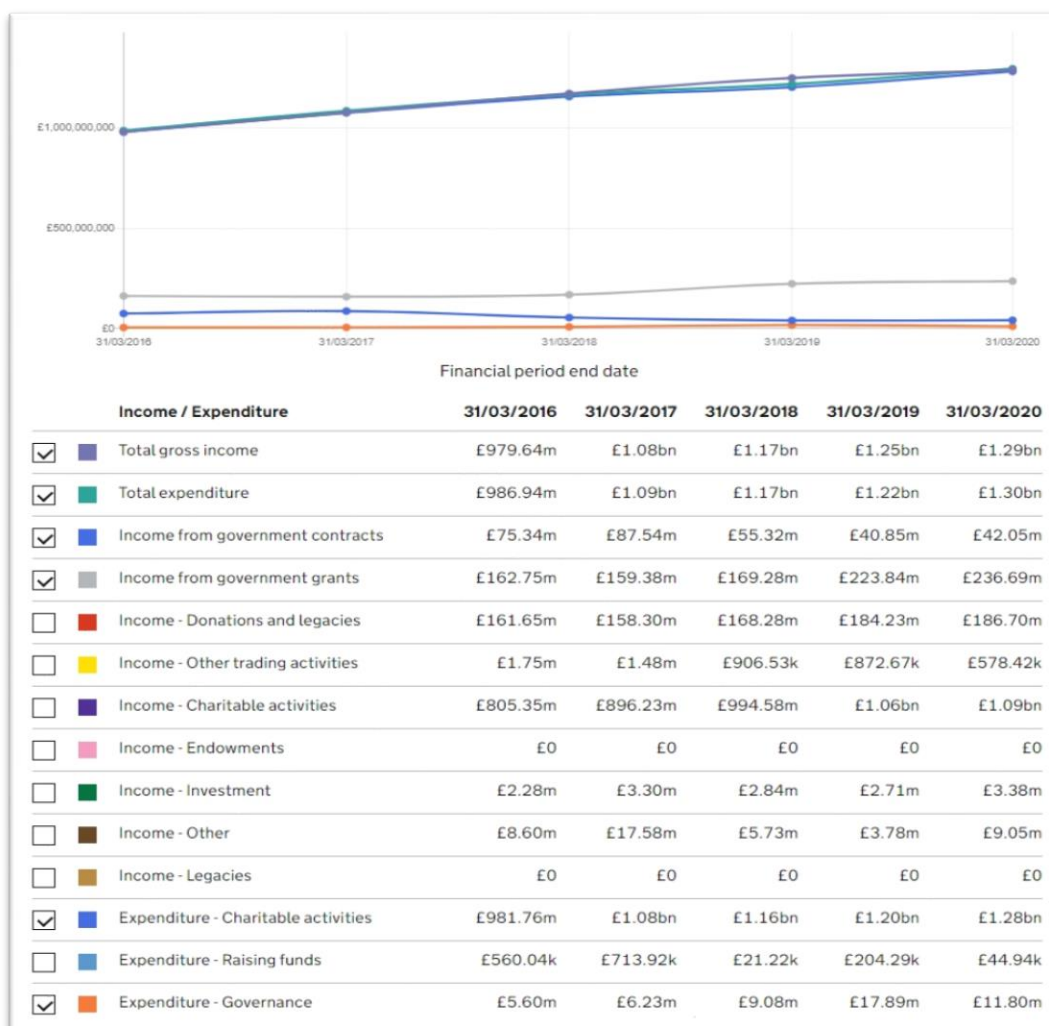 £1,000,000,000
£500,000,000
£0
31/03/2016 31/03/2017 31/03/2018 31/03/2019 31/03/2020
Financial period end date
Income / Expenditure 31/03/2016 31/03/2017 31/03/2018 31/03/2019 31/03/2020
Total gross income £979.64m £1.08bn £1.17bn £1.25bn £1.29bn
Total expenditure £986.94m £1.09bn £1.17bn £1.22bn £1.30bn
Income from government contracts £75.34m £87.54m £55.32m £40.85m £42.05m
Income from government grants £162.75m £159.38m £169.28m £223.84m £236.69m
Income - Donations and legacies £161.65m £158.30m £168.28m £184.23m £186.70m
Income - Other trading activities £1.75m £1.48m £906.53k £872.67k £578.42k
Income - Charitable activities £805.35m £896.23m £994.58m £1.06bn £1.09bn
Income - Endowments £0 £0 £0 £0 £0
Income - Investment £2.28m £3.30m £2.84m £2.71m £3.38m
Income - Other £8.60m £17.58m £5.73m £3.78m £9.05m
Income - Legacies £0 £0 £0 £0 £0
Expenditure - Charitable activities £981.76m £1.08bn £1.16bn £1.20bn £1.28bn
Expenditure - Raising funds £560.04k £713.92k £21.22k £204.29k £44.94k
Expenditure - Governance £5.60m £6.23m £9.08m £17.89m £11.80m